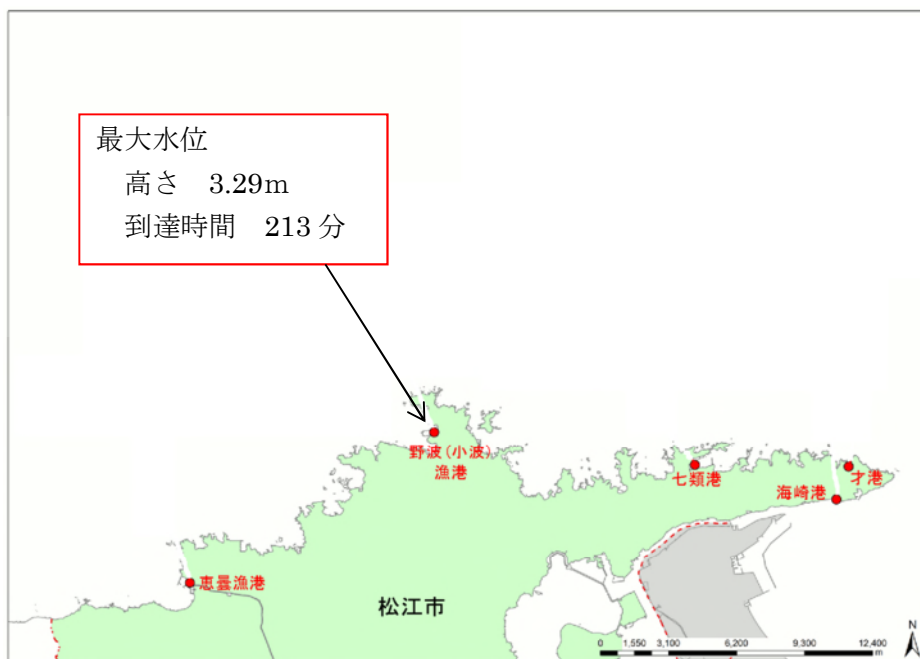 最大水位
高さ 3.29m
到達時間 213分
野波(小波)
漁港
七類港
才港
海崎港
恵曇漁港
松江市
N
0 1,550 3,100 6,200 9,300 12,400
m